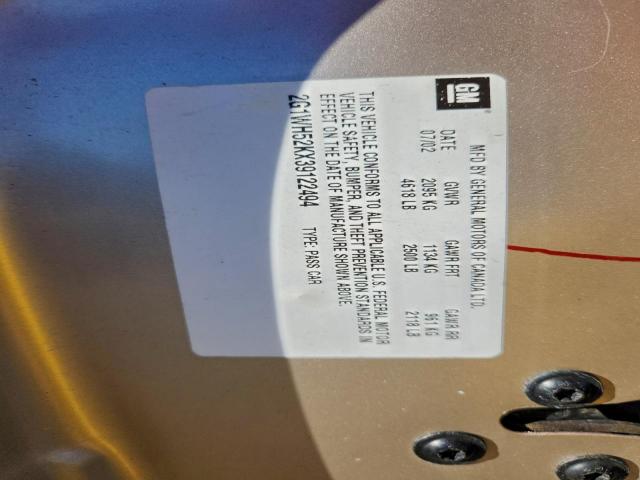 GM
MFD BY GENERAL MOTORS OF CANADA LTD.
DATE GVWR GAWR FRT GAWR RR
07/02 2095 KG 1134 KG 961 KG
4618 LB 2500 LB 2118 LB
THIS VEHICLE CONFORMS TO ALL APPLICABLE U.S. FEDERAL MOTOR
VEHICLE SAFETY, BUMPER, AND THEFT PREVENTION STANDARDS IN
EFFECT ON THE DATE OF MANUFACTURE SHOWN ABOVE.
2G1WH52KX39122494 TYPE: PASS CAR